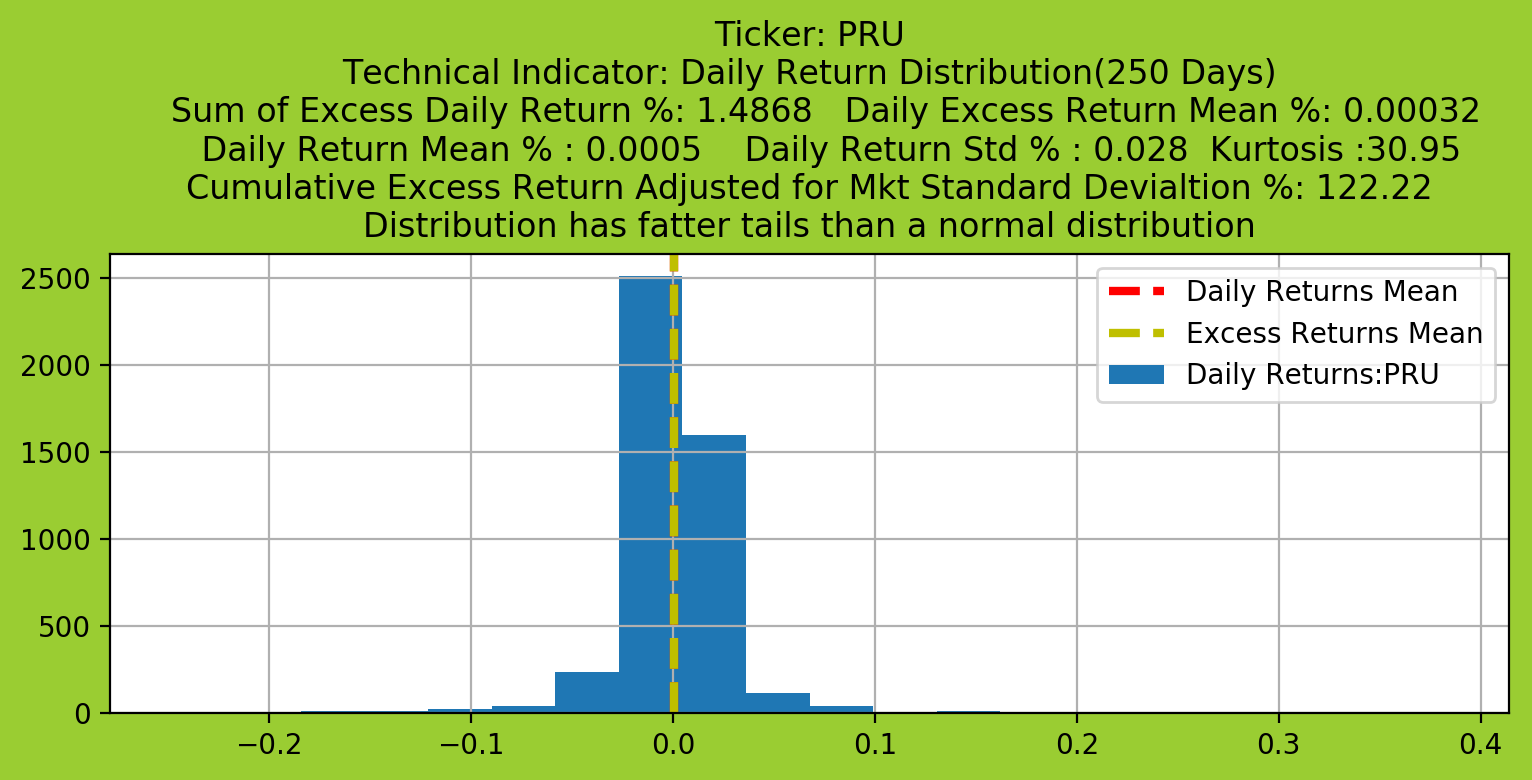 Ticker: PRU
Technical Indicator: Daily Return Distribution(250 Days)
Sum of Excess Daily Return %: 1.4868   Daily Excess Return Mean %: 0.00032
Daily Return Mean % : 0.0005    Daily Return Std % : 0.028  Kurtosis :30.95
Cumulative Excess Return Adjusted for Mkt Standard Devialtion %: 122.22
Distribution has fatter tails than a normal distribution
2500
2000
1500
1000
500
0
Daily Returns Mean
Excess Returns Mean
Daily Returns:PRU
−0.2 −0.1 0.0 0.1 0.2 0.3 0.4